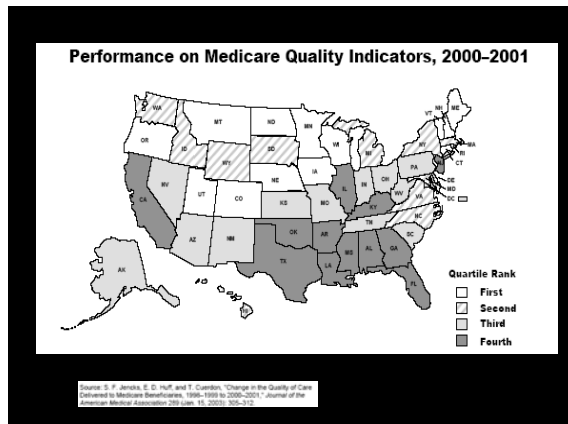 Performance on Medicare Quality Indicators, 2000–2001
WA
MT
ND
MN
VT
NH
ME
OR
ID
SD
WI
MI
NY
MA
RI
CT
WY
IA
PA
NV
NE
IL
IN
OH
DE
MD
DC
UT
CO
KS
MO
WV
VA
CA
KY
NC
TN
AZ
NM
OK
AR
SC
MS
AL
GA
TX
LA
AK
FL
HI
Quartile Rank
First
Second
Third
Fourth
Source: S. F. Jencks, E. D. Huff, and T. Cuerdon, "Change in the Quality of Care
Delivered to Medicare Beneficiaries, 1998–1999 to 2000–2001," Journal of the
American Medical Association 289 (Jan. 15, 2003): 305–312.